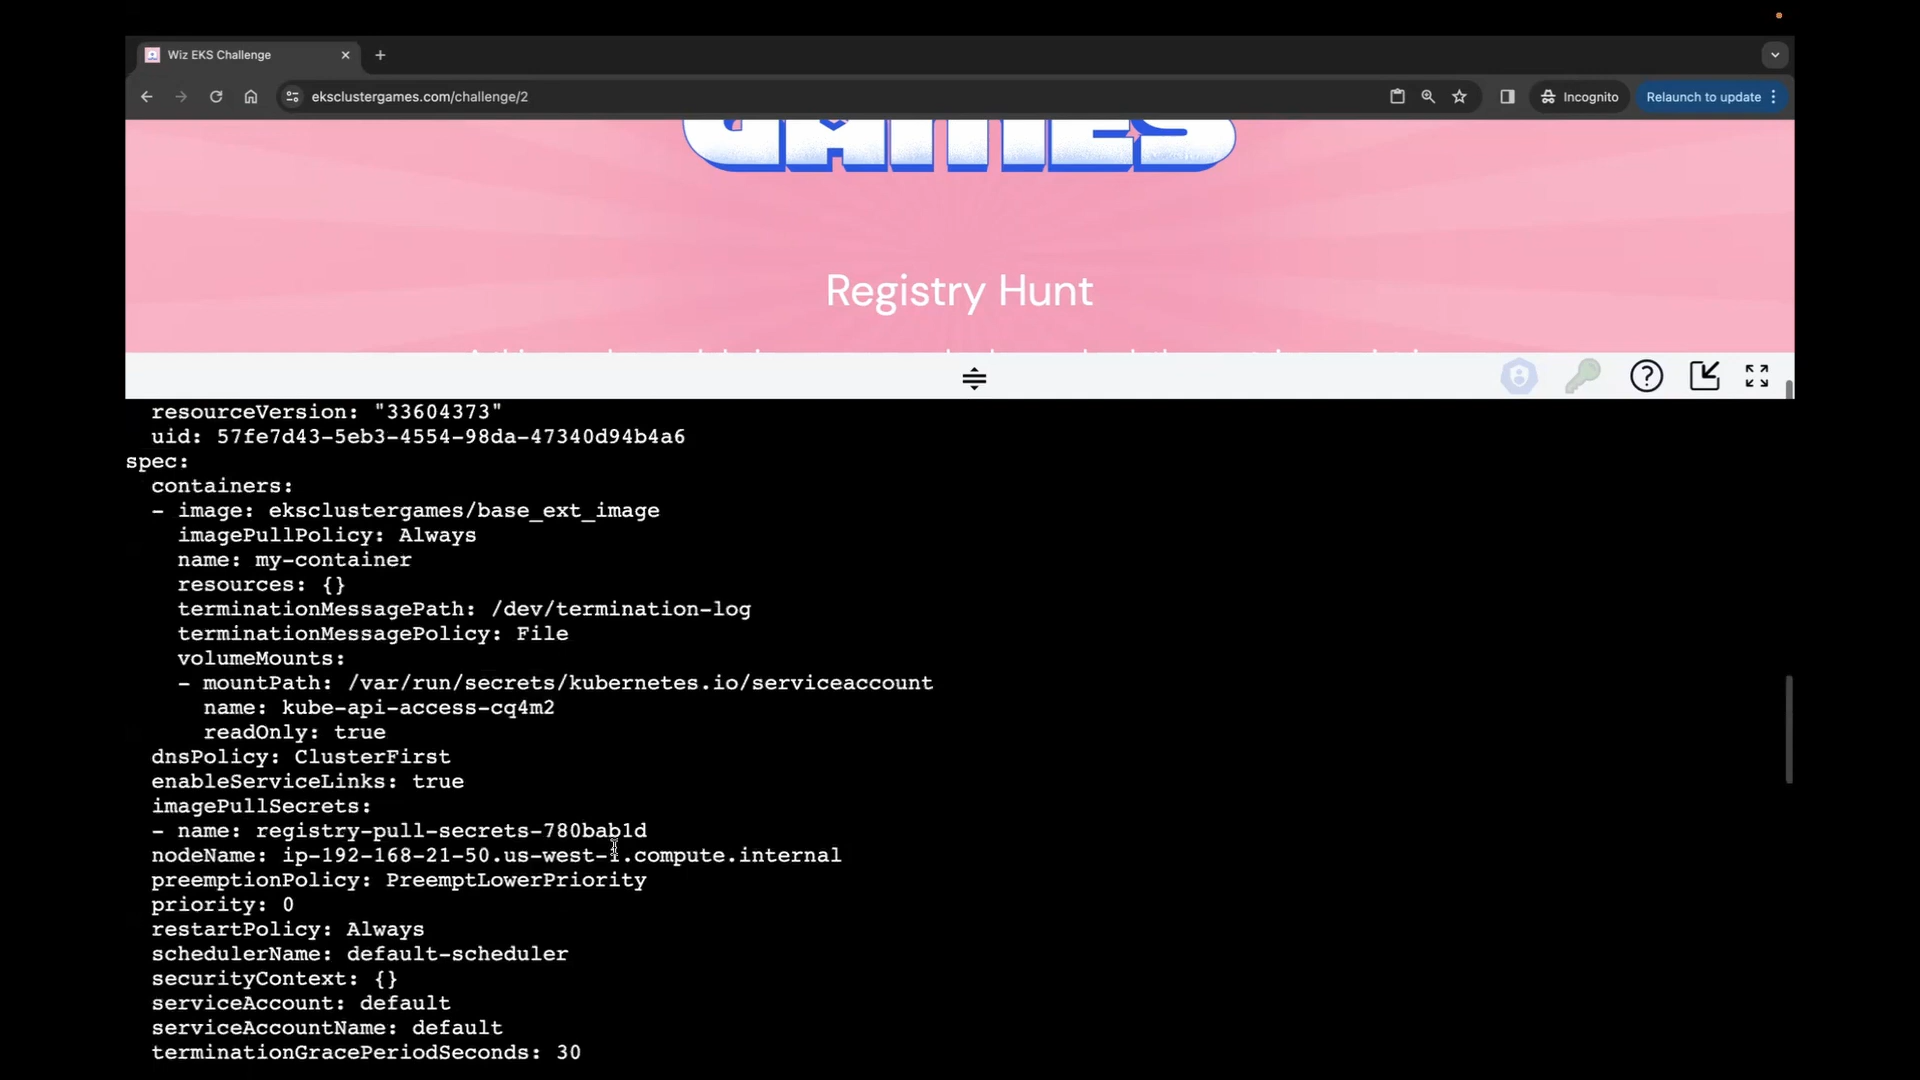 Wiz EKS Challenge
eksclustergames.com/challenge/2
Incognito
Relaunch to update
GAMES
Registry Hunt
resourceVersion: "33604373"
uid: 57fe7d43-5eb3-4554-98da-47340d94b4a6
spec:
containers:
- image: eksclustergames/base_ext_image
imagePullPolicy: Always
name: my-container
resources: {}
terminationMessagePath: /dev/termination-log
terminationMessagePolicy: File
volumeMounts:
- mountPath: /var/run/secrets/kubernetes.io/serviceaccount
name: kube-api-access-cq4m2
readOnly: true
dnsPolicy: ClusterFirst
enableServiceLinks: true
imagePullSecrets:
- name: registry-pull-secrets-780bab1d
nodeName: ip-192-168-21-50.us-west-1.compute.internal
preemptionPolicy: PreemptLowerPriority
priority: 0
restartPolicy: Always
schedulerName: default-scheduler
securityContext: {}
serviceAccount: default
serviceAccountName: default
terminationGracePeriodSeconds: 30